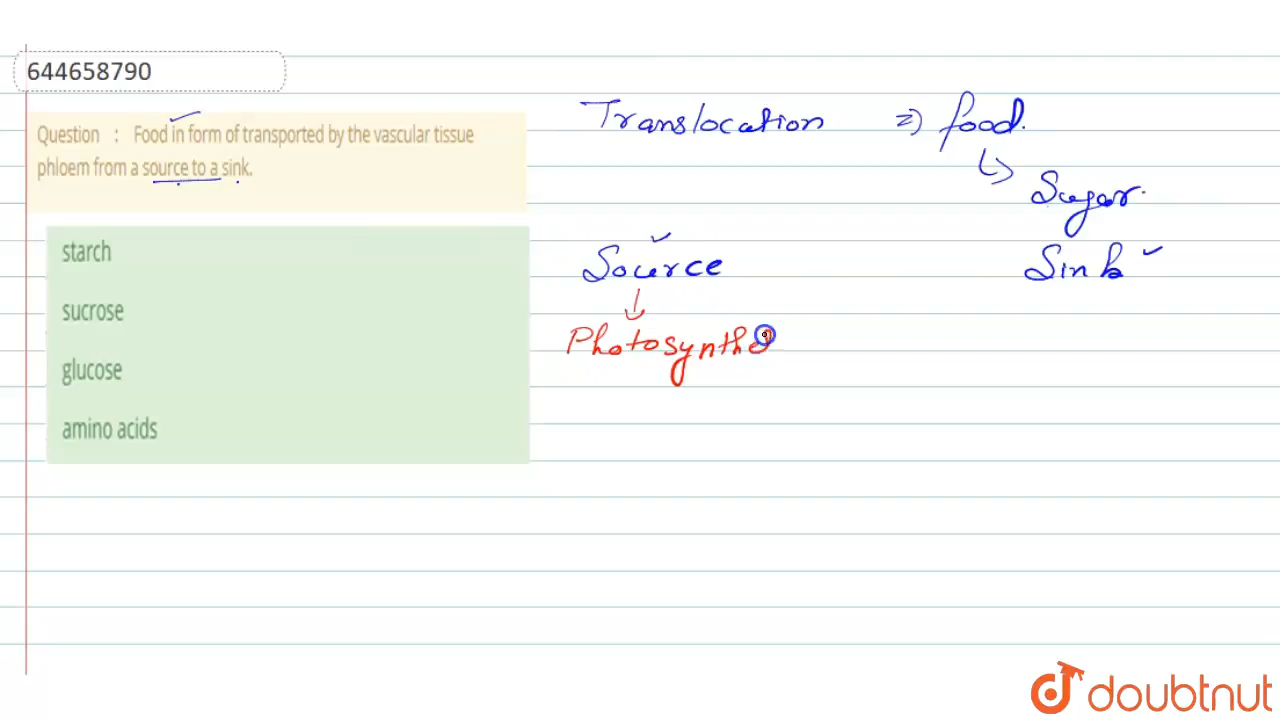 644658790
Question : Food in form of transported by the vascular tissue
phloem from a source to a sink.
starch
sucrose
glucose
amino acids
Translocation => food.
Sugar.
Source Sink
Photosynthe
doubtnut